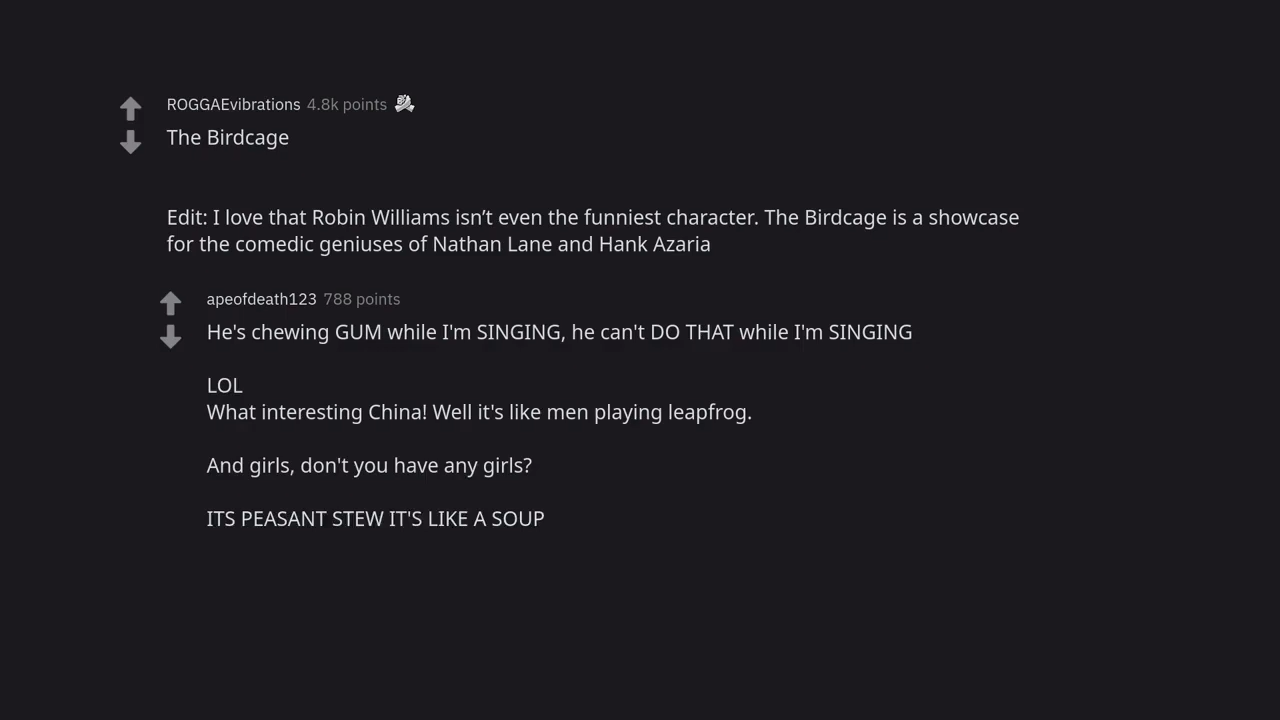 ROGGAEvibrations 4.8k points
The Birdcage
Edit: I love that Robin Williams isn’t even the funniest character. The Birdcage is a showcase
for the comedic geniuses of Nathan Lane and Hank Azaria
apeofdeath123 788 points
He's chewing GUM while I'm SINGING, he can't DO THAT while I'm SINGING
LOL
What interesting China! Well it's like men playing leapfrog.
And girls, don't you have any girls?
ITS PEASANT STEW IT'S LIKE A SOUP